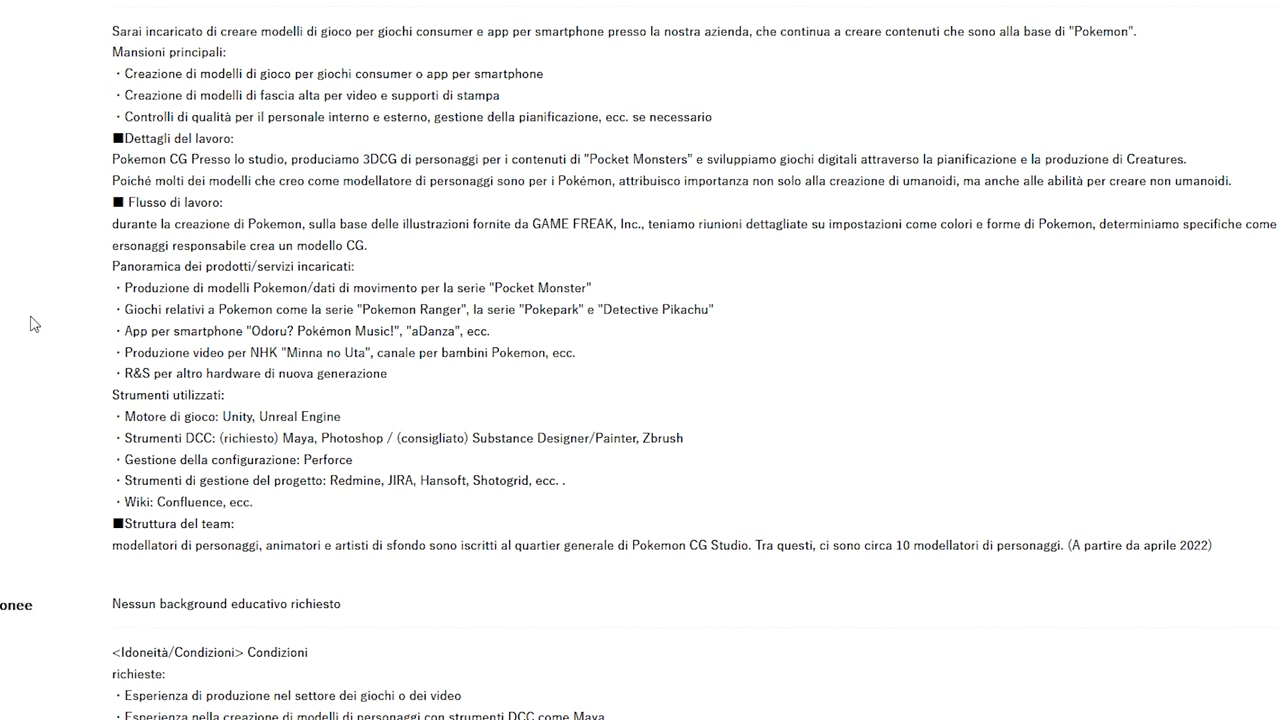 Sarai incaricato di creare modelli di gioco per giochi consumer e app per smartphone presso la nostra azienda, che continua a creare contenuti che sono alla base di "Pokemon".
Mansioni principali:
・Creazione di modelli di gioco per giochi consumer o app per smartphone
・Creazione di modelli di fascia alta per video e supporti di stampa
・Controlli di qualità per il personale interno e esterno, gestione della pianificazione, ecc. se necessario
■Dettagli del lavoro:
Pokemon CG Presso lo studio, produciamo 3DCG di personaggi per i contenuti di "Pocket Monsters" e sviluppiamo giochi digitali attraverso la pianificazione e la produzione di Creatures.
Poiché molti dei modelli che creo come modellatore di personaggi sono per i Pokémon, attribuisco importanza non solo alla creazione di umanoidi, ma anche alle abilità per creare non umanoidi.
■ Flusso di lavoro:
durante la creazione di Pokemon, sulla base delle illustrazioni fornite da GAME FREAK, Inc., teniamo riunioni dettagliate su impostazioni come colori e forme di Pokemon, determiniamo specifiche come
ersonaggi responsabile crea un modello CG.
Panoramica dei prodotti/servizi incaricati:
・Produzione di modelli Pokemon/dati di movimento per la serie "Pocket Monster"
・Giochi relativi a Pokemon come la serie "Pokemon Ranger", la serie "Pokepark" e "Detective Pikachu"
・App per smartphone "Odoru? Pokémon Music!", "aDanza", ecc.
・Produzione video per NHK "Minna no Uta", canale per bambini Pokemon, ecc.
・R&S per altro hardware di nuova generazione
Strumenti utilizzati:
・Motore di gioco: Unity, Unreal Engine
・Strumenti DCC: (richiesto) Maya, Photoshop / (consigliato) Substance Designer/Painter, Zbrush
・Gestione della configurazione: Perforce
・Strumenti di gestione del progetto: Redmine, JIRA, Hansoft, Shotogrid, ecc. .
・Wiki: Confluence, ecc.
■Struttura del team:
modellatori di personaggi, animatori e artisti di sfondo sono iscritti al quartier generale di Pokemon CG Studio. Tra questi, ci sono circa 10 modellatori di personaggi. (A partire da aprile 2022)
onee
Nessun background educativo richiesto
<Idoneità/Condizioni> Condizioni
richieste:
・Esperienza di produzione nel settore dei giochi o dei video
・Esperienza nella creazione di modelli di personaggi con strumenti DCC come Maya